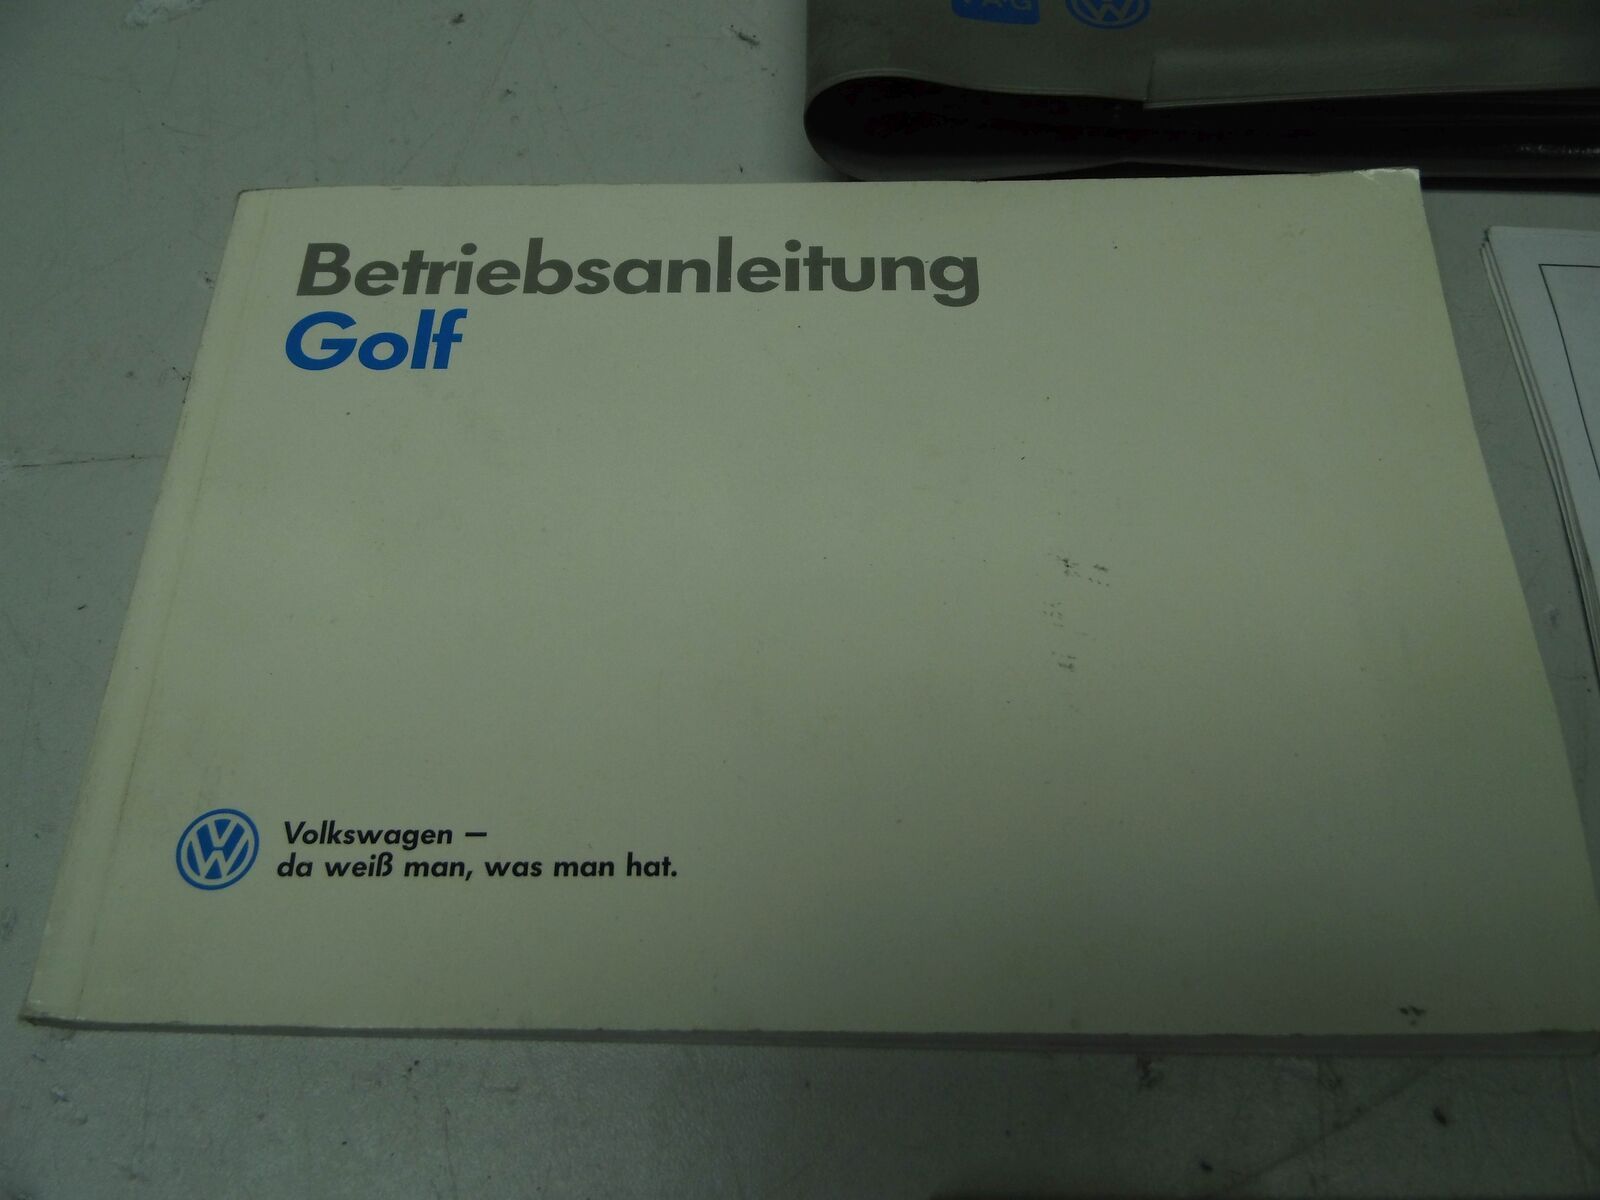 V·A·G
Betriebsanleitung
Golf
Volkswagen –
da weiß man, was man hat.